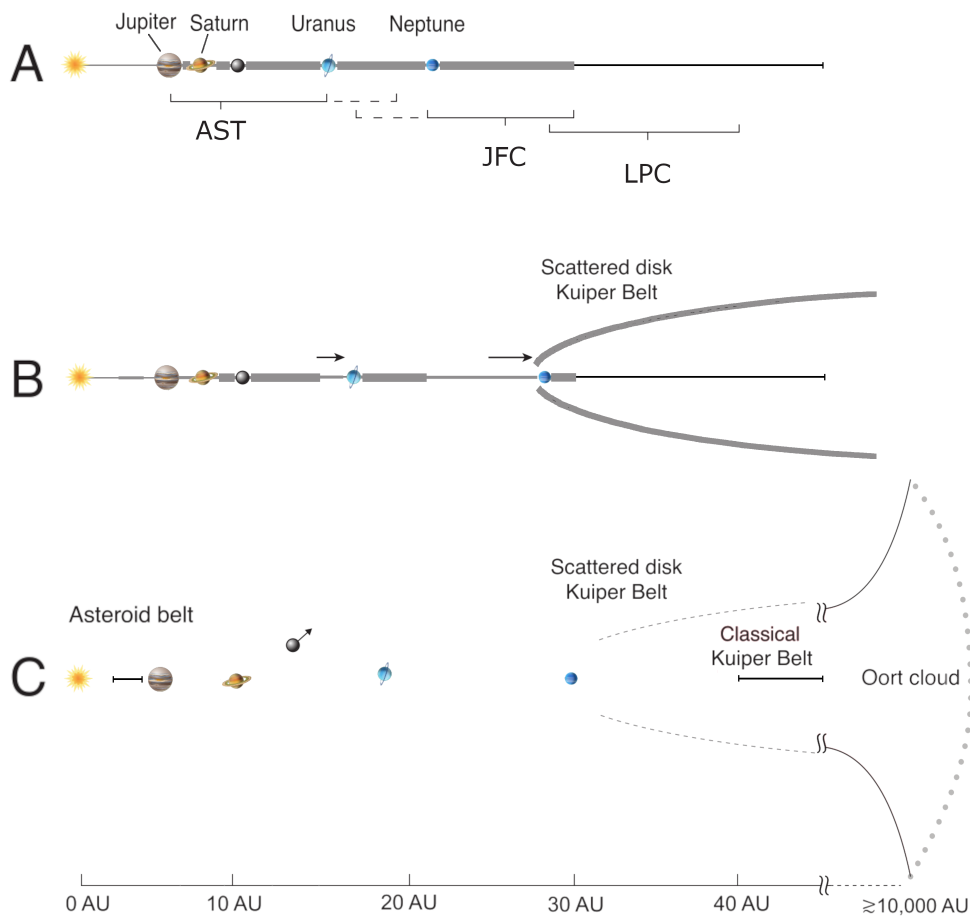 Jupiter Saturn Uranus Neptune
A
AST
JFC
LPC
Scattered disk
Kuiper Belt
B
Scattered disk
Kuiper Belt
Asteroid belt
Classical
Kuiper Belt
C
Oort cloud
0 AU 10 AU 20 AU 30 AU 40 AU ≳10,000 AU